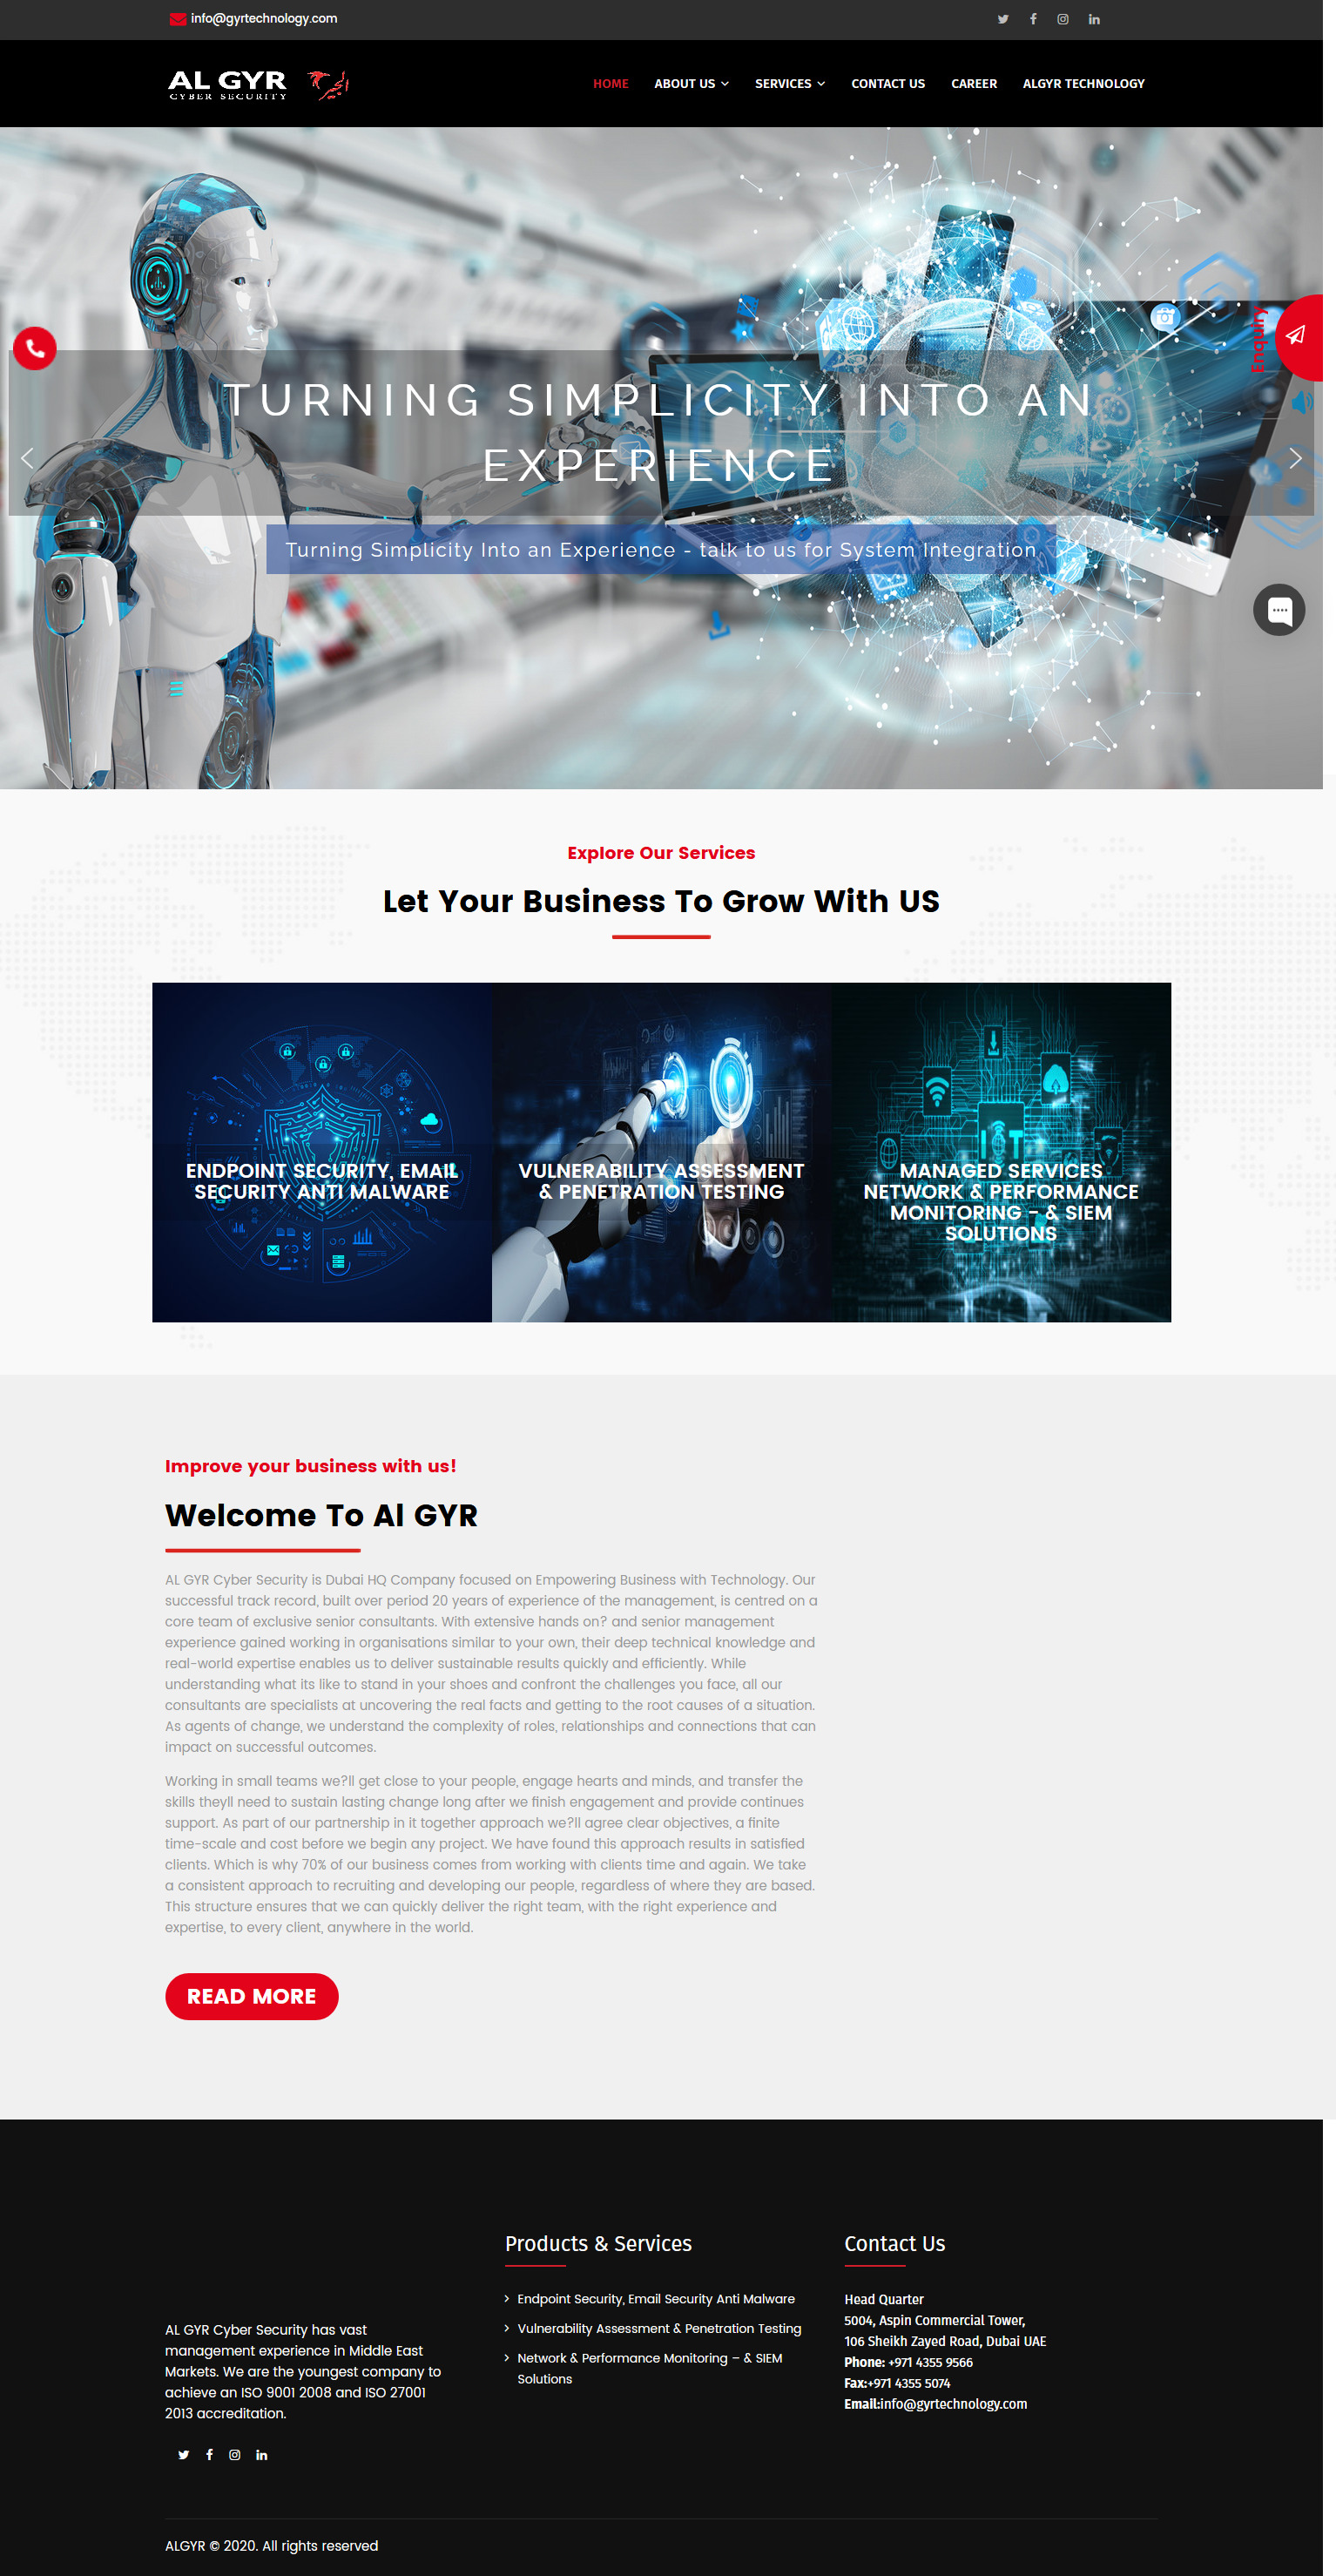 info@gyrtechnology.com
AL GYR
CYBER SECURITY
HOME ABOUT US SERVICES CONTACT US CAREER ALGYR TECHNOLOGY
Enquiry
TURNING SIMPLICITY INTO AN
EXPERIENCE
Turning Simplicity Into an Experience - talk to us for System Integration
Explore Our Services
Let Your Business To Grow With US
ENDPOINT SECURITY, EMAIL
SECURITY ANTI MALWARE
VULNERABILITY ASSESSMENT
& PENETRATION TESTING
IOT
MANAGED SERVICES
NETWORK & PERFORMANCE
MONITORING - & SIEM
SOLUTIONS
Improve your business with us!
Welcome To Al GYR
AL GYR Cyber Security is Dubai HQ Company focused on Empowering Business with Technology. Our
successful track record, built over period 20 years of experience of the management, is centred on a
core team of exclusive senior consultants. With extensive hands on? and senior management
experience gained working in organisations similar to your own, their deep technical knowledge and
real-world expertise enables us to deliver sustainable results quickly and efficiently. While
understanding what its like to stand in your shoes and confront the challenges you face, all our
consultants are specialists at uncovering the real facts and getting to the root causes of a situation.
As agents of change, we understand the complexity of roles, relationships and connections that can
impact on successful outcomes.
Working in small teams we?ll get close to your people, engage hearts and minds, and transfer the
skills theyll need to sustain lasting change long after we finish engagement and provide continues
support. As part of our partnership in it together approach we?ll agree clear objectives, a finite
time-scale and cost before we begin any project. We have found this approach results in satisfied
clients. Which is why 70% of our business comes from working with clients time and again. We take
a consistent approach to recruiting and developing our people, regardless of where they are based.
This structure ensures that we can quickly deliver the right team, with the right experience and
expertise, to every client, anywhere in the world.
READ MORE
AL GYR Cyber Security has vast
management experience in Middle East
Markets. We are the youngest company to
achieve an ISO 9001 2008 and ISO 27001
2013 accreditation.
Products & Services
Endpoint Security, Email Security Anti Malware
Vulnerability Assessment & Penetration Testing
Network & Performance Monitoring – & SIEM
Solutions
Contact Us
Head Quarter
5004, Aspin Commercial Tower,
106 Sheikh Zayed Road, Dubai UAE
Phone: +971 4355 9566
Fax:+971 4355 5074
Email:info@gyrtechnology.com
ALGYR © 2020. All rights reserved